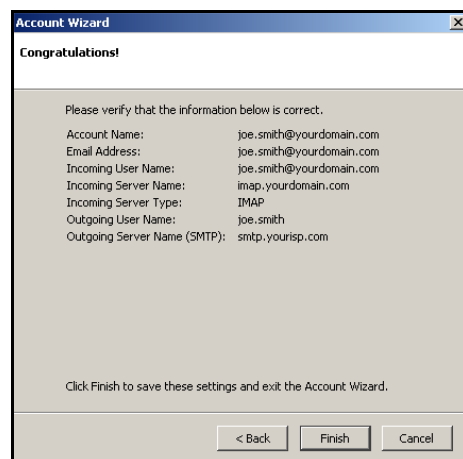 Account Wizard
Congratulations!
Please verify that the information below is correct.
Account Name: joe.smith@yourdomain.com
Email Address: joe.smith@yourdomain.com
Incoming User Name: joe.smith@yourdomain.com
Incoming Server Name: imap.yourdomain.com
Incoming Server Type: IMAP
Outgoing User Name: joe.smith
Outgoing Server Name (SMTP): smtp.yourisp.com
Click Finish to save these settings and exit the Account Wizard.
< Back Finish Cancel